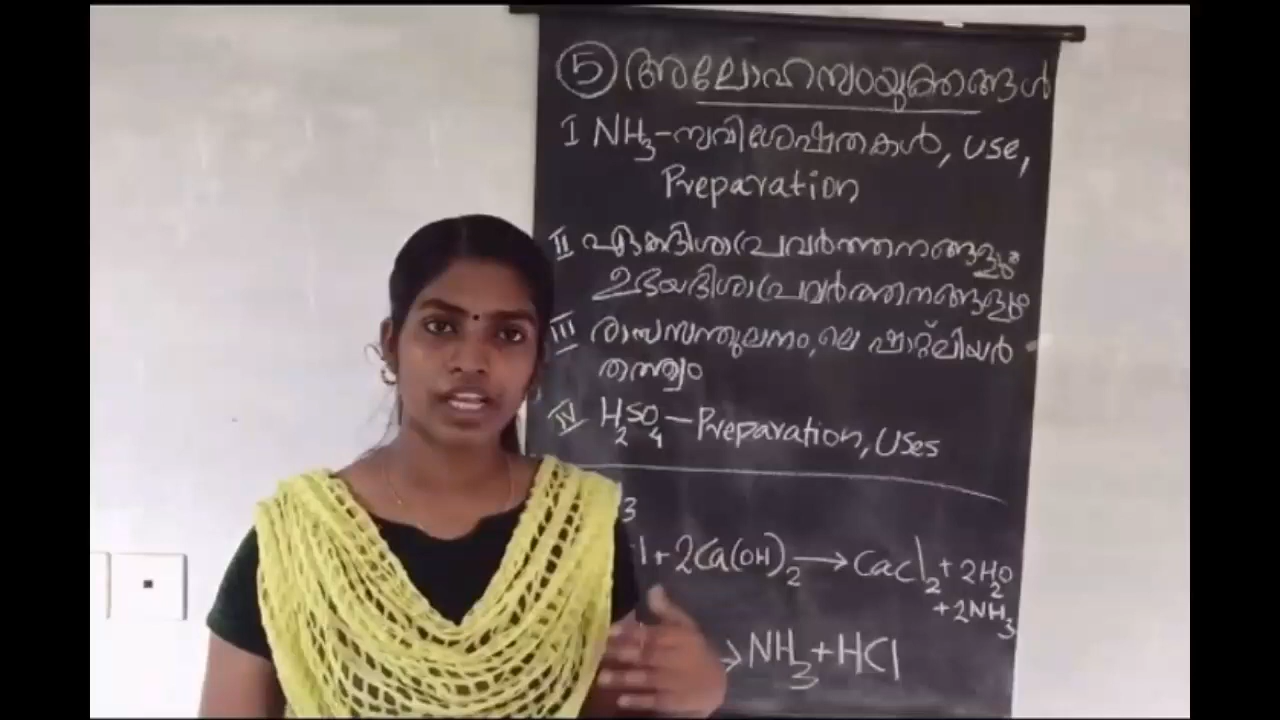 5 അലോഹസംയുക്തങ്ങൾ
I NH3-സവിശേഷതകൾ, use,
Preparation
II ഏകദിശാപ്രവർത്തനങ്ങളും
ഉഭയദിശാപ്രവർത്തനങ്ങളും
III രാസസന്തുലനം, ലെ ഷാറ്റ്ലിയർ
തത്ത്വം
IV H2SO4 - Preparation, Uses
3
l + 2Ca(OH)2 → CaCl2 + 2H2O
+ 2NH3
→ NH3 + HCl